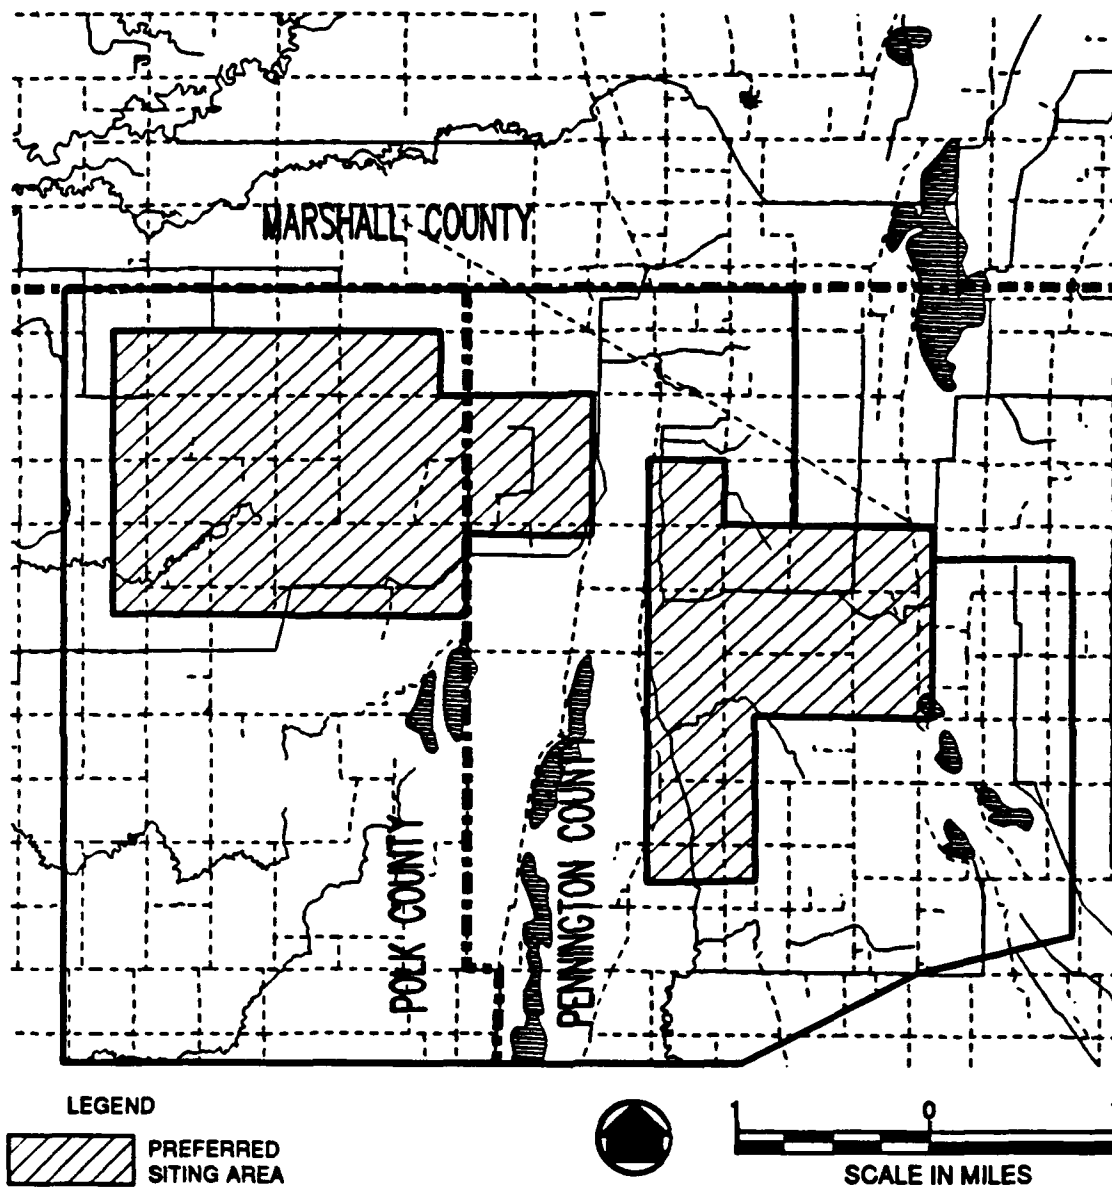 MARSHALL COUNTY
POLK COUNTY
PENNINGTON COUNTY
LEGEND
PREFERRED
SITING AREA
1 0
SCALE IN MILES